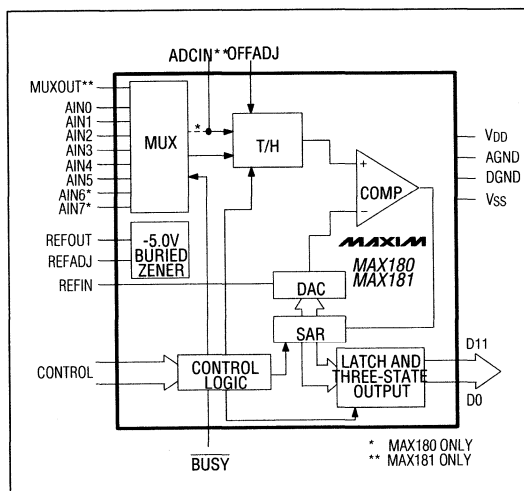 ADCIN** OFFADJ
MUXOUT**
AIN0
AIN1
AIN2
AIN3
AIN4
AIN5
AIN6*
AIN7*
MUX
*
T/H
+
−
COMP
VDD
AGND
DGND
VSS
REFOUT
REFADJ
REFIN
-5.0V
BURIED
ZENER
MAXIM
MAX180
MAX181
DAC
SAR
CONTROL
CONTROL
LOGIC
LATCH AND
THREE-STATE
OUTPUT
D11
D0
BUSY
* MAX180 ONLY
** MAX181 ONLY